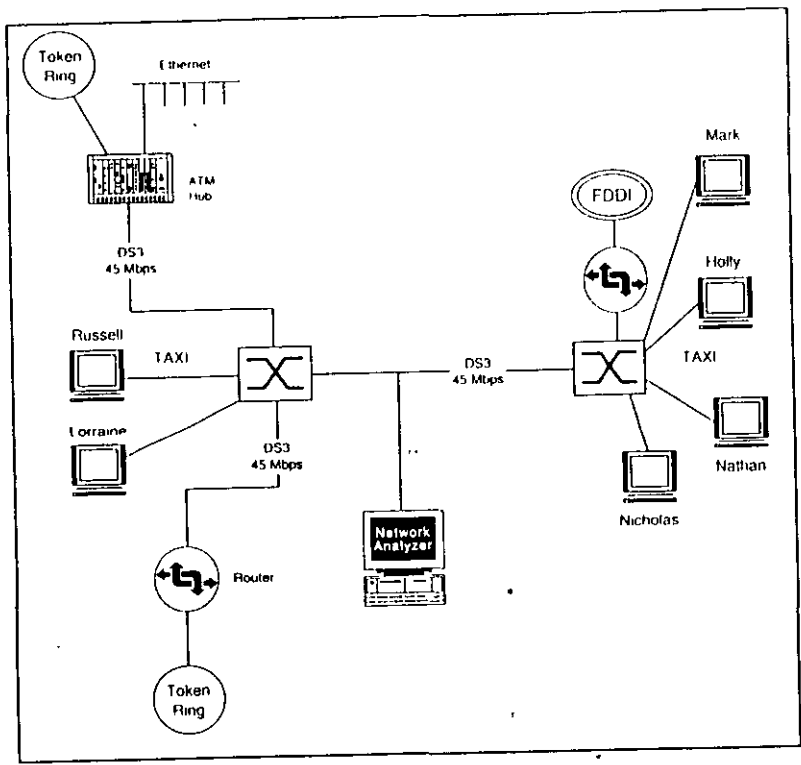 Token
Ring
Ethernet
ATM
Hub
DS3
45 Mbps
Mark
FDDI
Holly
Russell
TAXI
DS3
45 Mbps
TAXI
Lorraine
DS3
45 Mbps
Nathan
Nicholas
Network
Analyzer
Router
Token
Ring